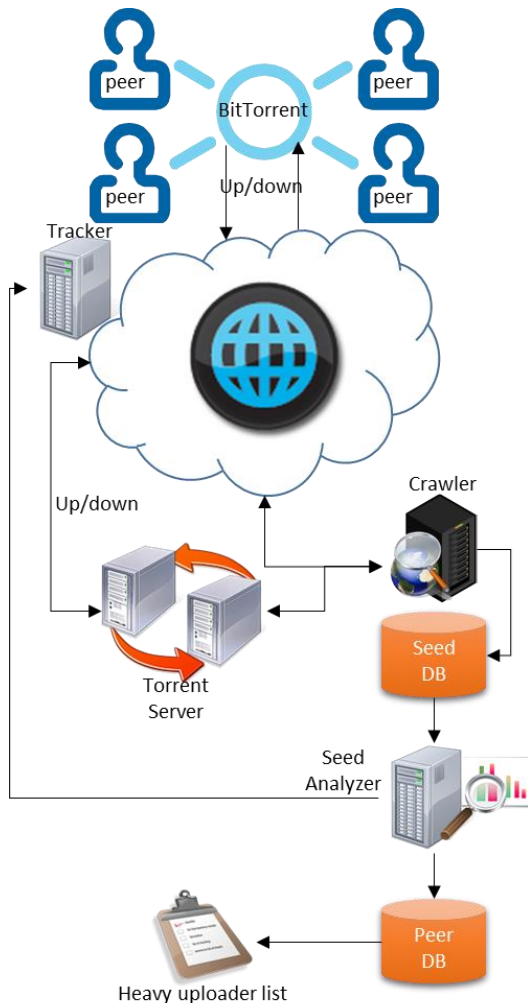 peer
peer
BitTorrent
peer
peer
Up/down
Tracker
Up/down
Crawler
Torrent
Server
Seed
DB
Seed
Analyzer
Peer
DB
Heavy uploader list